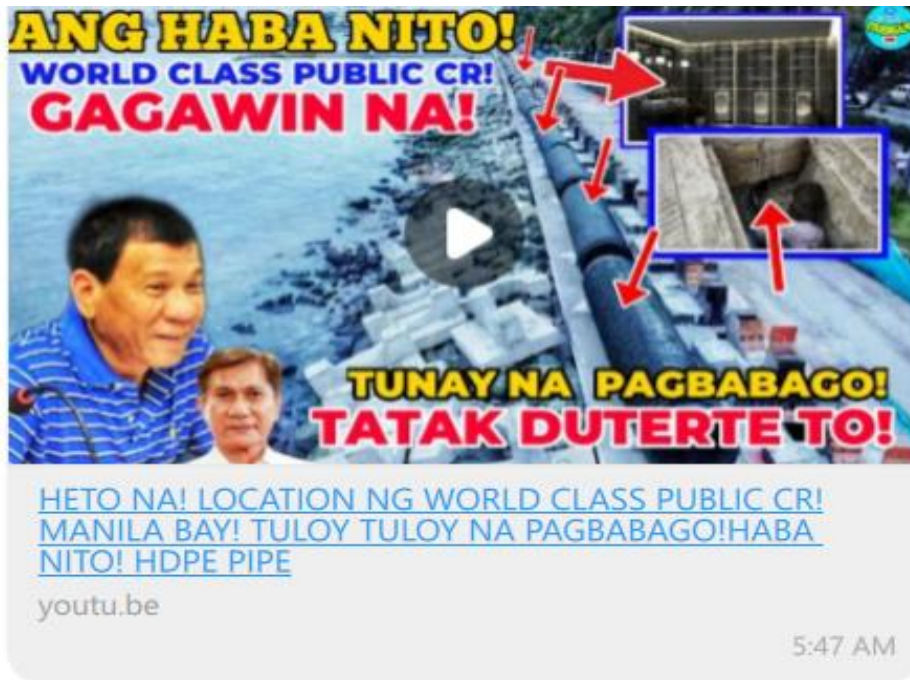 ANG HABA NITO!
WORLD CLASS PUBLIC CR!
GAGAWIN NA!
TUNAY NA PAGBABAGO!
TATAK DUTERTE TO!
HETO NA! LOCATION NG WORLD CLASS PUBLIC CR!
MANILA BAY! TULOY TULOY NA PAGBABAGO!HABA
NITO! HDPE PIPE
youtu.be
5:47 AM